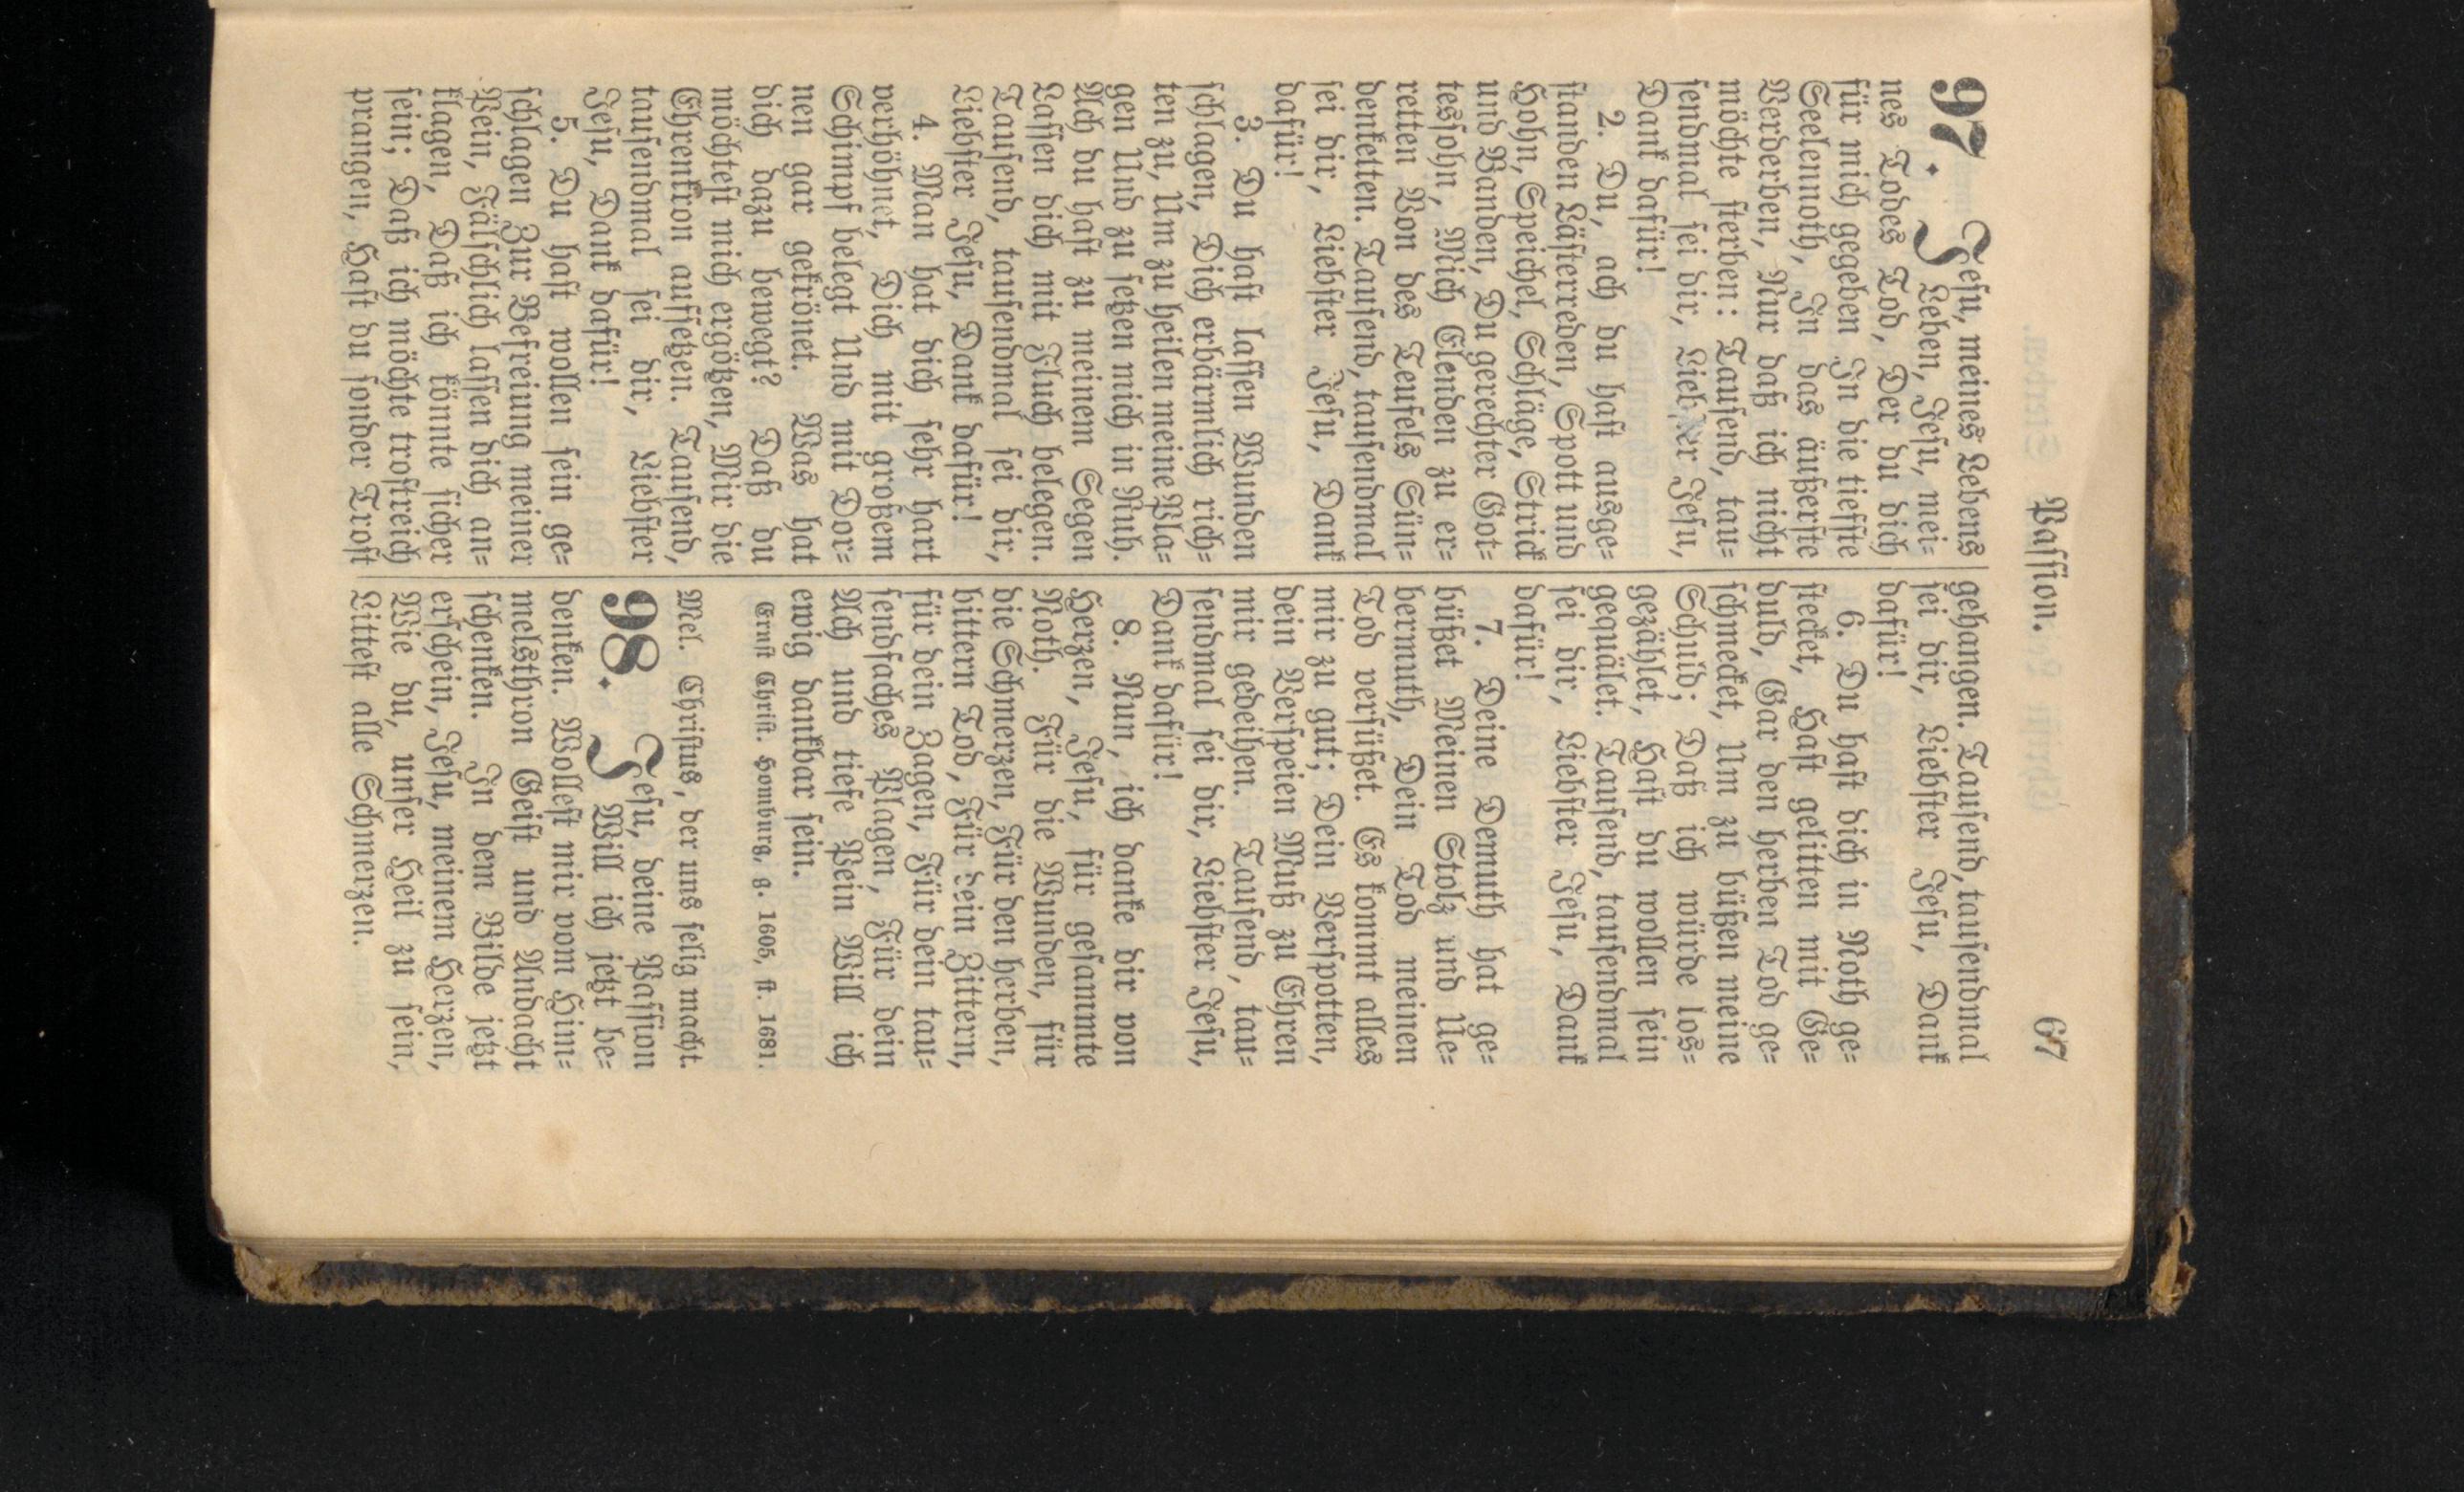 Passion. 67
97. Jesu, meines Lebens
Leben, Jesu, mei=
nes Todes Tod, Der du dich
für mich gegeben In die tiefste
Seelennoth, In das äußerste
Verderben, Nur daß ich nicht
möchte sterben: Tausend, tau=
sendmal sei dir, Liebster Jesu,
Dank dafür!
2. Du, ach du hast ausge=
standen Lästerreden, Spott und
Hohn, Speichel, Schläge, Strick
und Banden, Du gerechter Got=
tessohn, Mich Elenden zu er=
retten Von des Teufels Sün=
denketten. Tausend, tausendmal
sei dir, Liebster Jesu, Dank
dafür!
3. Du hast lassen Wunden
schlagen, Dich erbärmlich rich=
ten zu, Um zu heilen meine Pla=
gen Und zu setzen mich in Ruh.
Ach du hast zu meinem Segen
Lassen dich mit Fluch belegen.
Tausend, tausendmal sei dir,
Liebster Jesu, Dank dafür!
4. Man hat dich sehr hart
verhöhnet, Dich mit großem
Schimpf belegt Und mit Dor=
nen gar gekrönet. Was hat
dich dazu bewegt? Daß du
möchtest mich ergötzen, Mir die
Ehrenkron aufsetzen. Tausend,
tausendmal sei dir, Liebster
Jesu, Dank dafür!
5. Du hast wollen sein ge=
schlagen Zur Befreiung meiner
Pein, Fälschlich lassen dich an=
klagen, Daß ich könnte sicher
sein; Daß ich möchte trostreich
prangen, Hast du sonder Trost
gehangen. Tausend, tausendmal
sei dir, Liebster Jesu, Dank
dafür!
6. Du hast dich in Noth ge=
stecket, Hast gelitten mit Ge=
duld, Gar den herben Tod ge=
schmecket, Um zu büßen meine
Schuld; Daß ich würde los=
gezählet, Hast du wollen sein
gequälet. Tausend, tausendmal
sei dir, Liebster Jesu, Dank
dafür!
7. Deine Demuth hat ge=
büßet Meinen Stolz und Ue=
bermuth, Dein Tod meinen
Tod versüßet. Es kommt alles
mir zu gut; Dein Verspotten,
dein Verspeien Muß zu Ehren
mir gedeihen. Tausend, tau=
sendmal sei dir, Liebster Jesu,
Dank dafür!
8. Nun, ich danke dir von
Herzen, Jesu, für gesammte
Noth. Für die Wunden, für
die Schmerzen, Für den herben,
bittern Tod, Für dein Zittern,
für dein Zagen, Für dein tau=
sendfaches Plagen, Für dein
Ach und tiefe Pein Will ich
ewig dankbar sein.
Ernst Christ. Homburg, g. 1605, st. 1681.
Mel. Christus, der uns selig macht.
98. Jesu, deine Passion
Will ich jetzt be=
denken. Wollest mir vom Him=
melsthron Geist und Andacht
schenken. In dem Bilde jetzt
erschein, Jesu, meinem Herzen,
Wie du, unser Heil zu sein,
Littest alle Schmerzen.